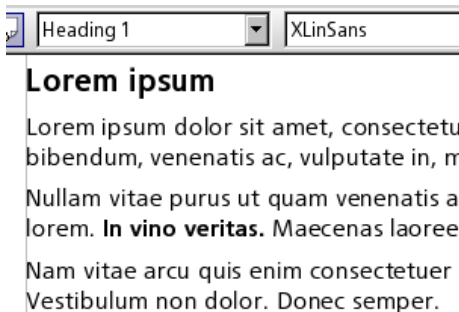 Heading 1 XLinSans
Lorem ipsum
Lorem ipsum dolor sit amet, consectetu
bibendum, venenatis ac, vulputate in, m
Nullam vitae purus ut quam venenatis a
lorem. In vino veritas. Maecenas laoree
Nam vitae arcu quis enim consectetuer
Vestibulum non dolor. Donec semper.